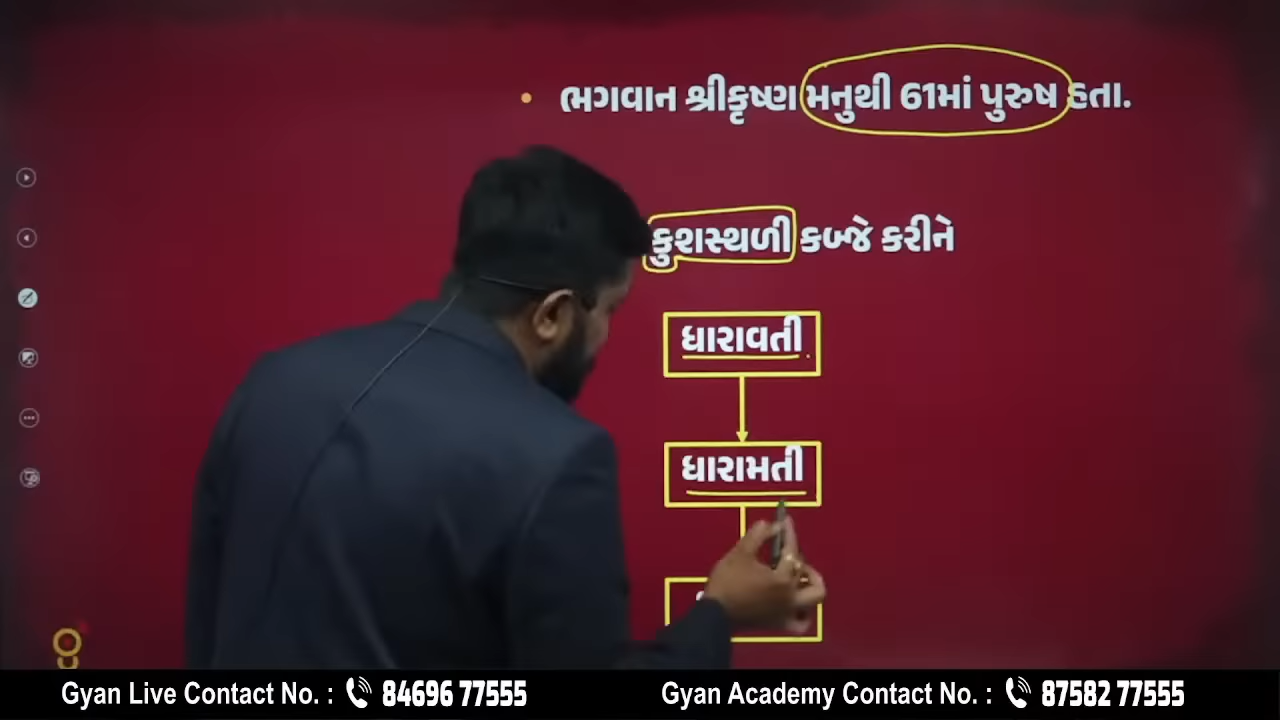 ભગવાન શ્રીકૃષ્ણ મનુથી 61માં પુરુષ હતા.
કુશસ્થળી કબ્જે કરીને
ધારાવતી
ધારામતી
Gyan Live Contact No. : 84696 77555
Gyan Academy Contact No. : 87582 77555